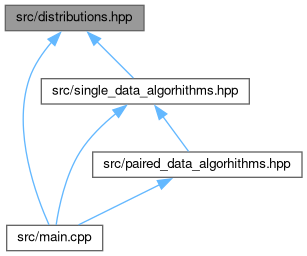 src/distributions.hpp
src/single_data_algorhithms.hpp
src/paired_data_algorhithms.hpp
src/main.cpp